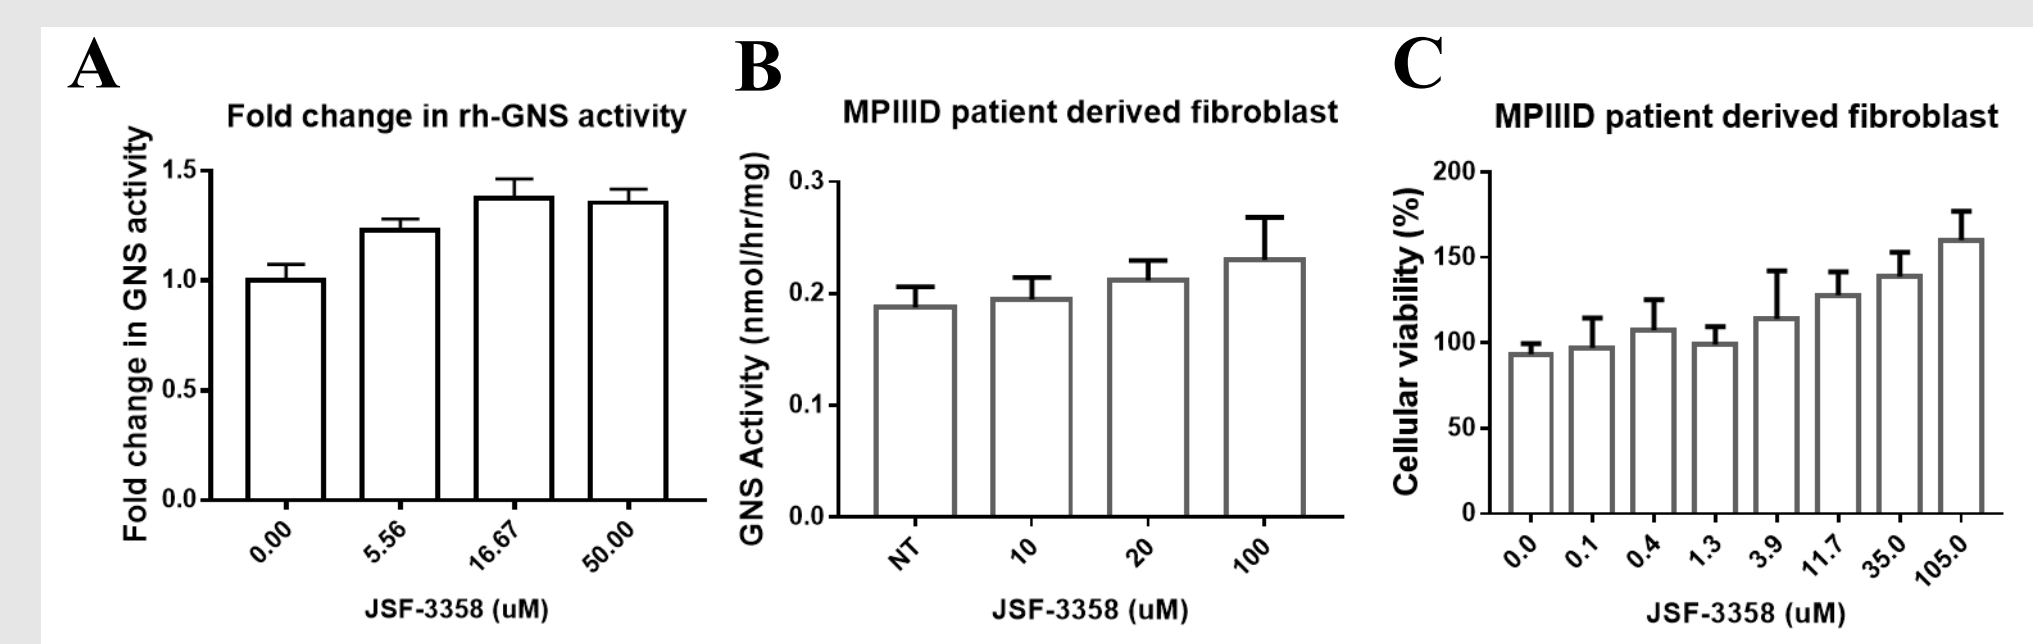 A
Fold change in rh-GNS activity
Fold change in GNS activity
1.5
1.0
0.5
0.0
0.00
5.56
16.67
50.00
JSF-3358 (uM)
B
MPIIID patient derived fibroblast
GNS Activity (nmol/hr/mg)
0.3
0.2
0.1
0.0
NT
10
20
100
JSF-3358 (uM)
C
MPIIID patient derived fibroblast
Cellular viability (%)
200
150
100
50
0
0.0
0.1
0.4
1.3
3.9
11.7
35.0
105.0
JSF-3358 (uM)